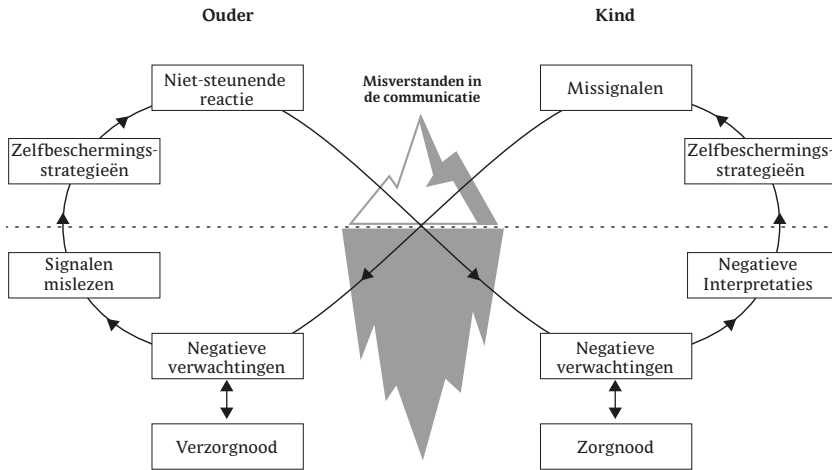 Ouder
Kind
Niet-steunende
reactie
Misverstanden in
de communicatie
Missignalen
Zelfbeschermings-
strategieën
Zelfbeschermings-
strategieën
Signalen
mislezen
Negatieve
Interpretaties
Negatieve
verwachtingen
Negatieve
verwachtingen
Verzorgnood
Zorgnood